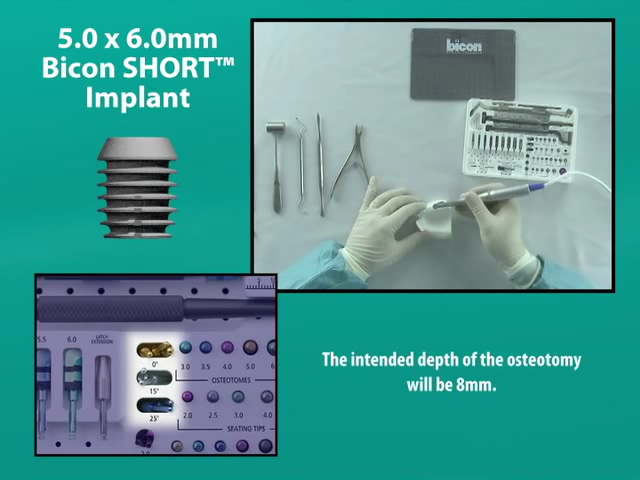 5.0 x 6.0mm
Bicon SHORT™
Implant
bicon
5.5
6.0
LATCH
EXTENSION
0°
15°
25°
3.0 3.5 4.0 5.0 6
OSTEOTOMES
2.0 2.5 3.0 4.0
SEATING TIPS
The intended depth of the osteotomy
will be 8mm.